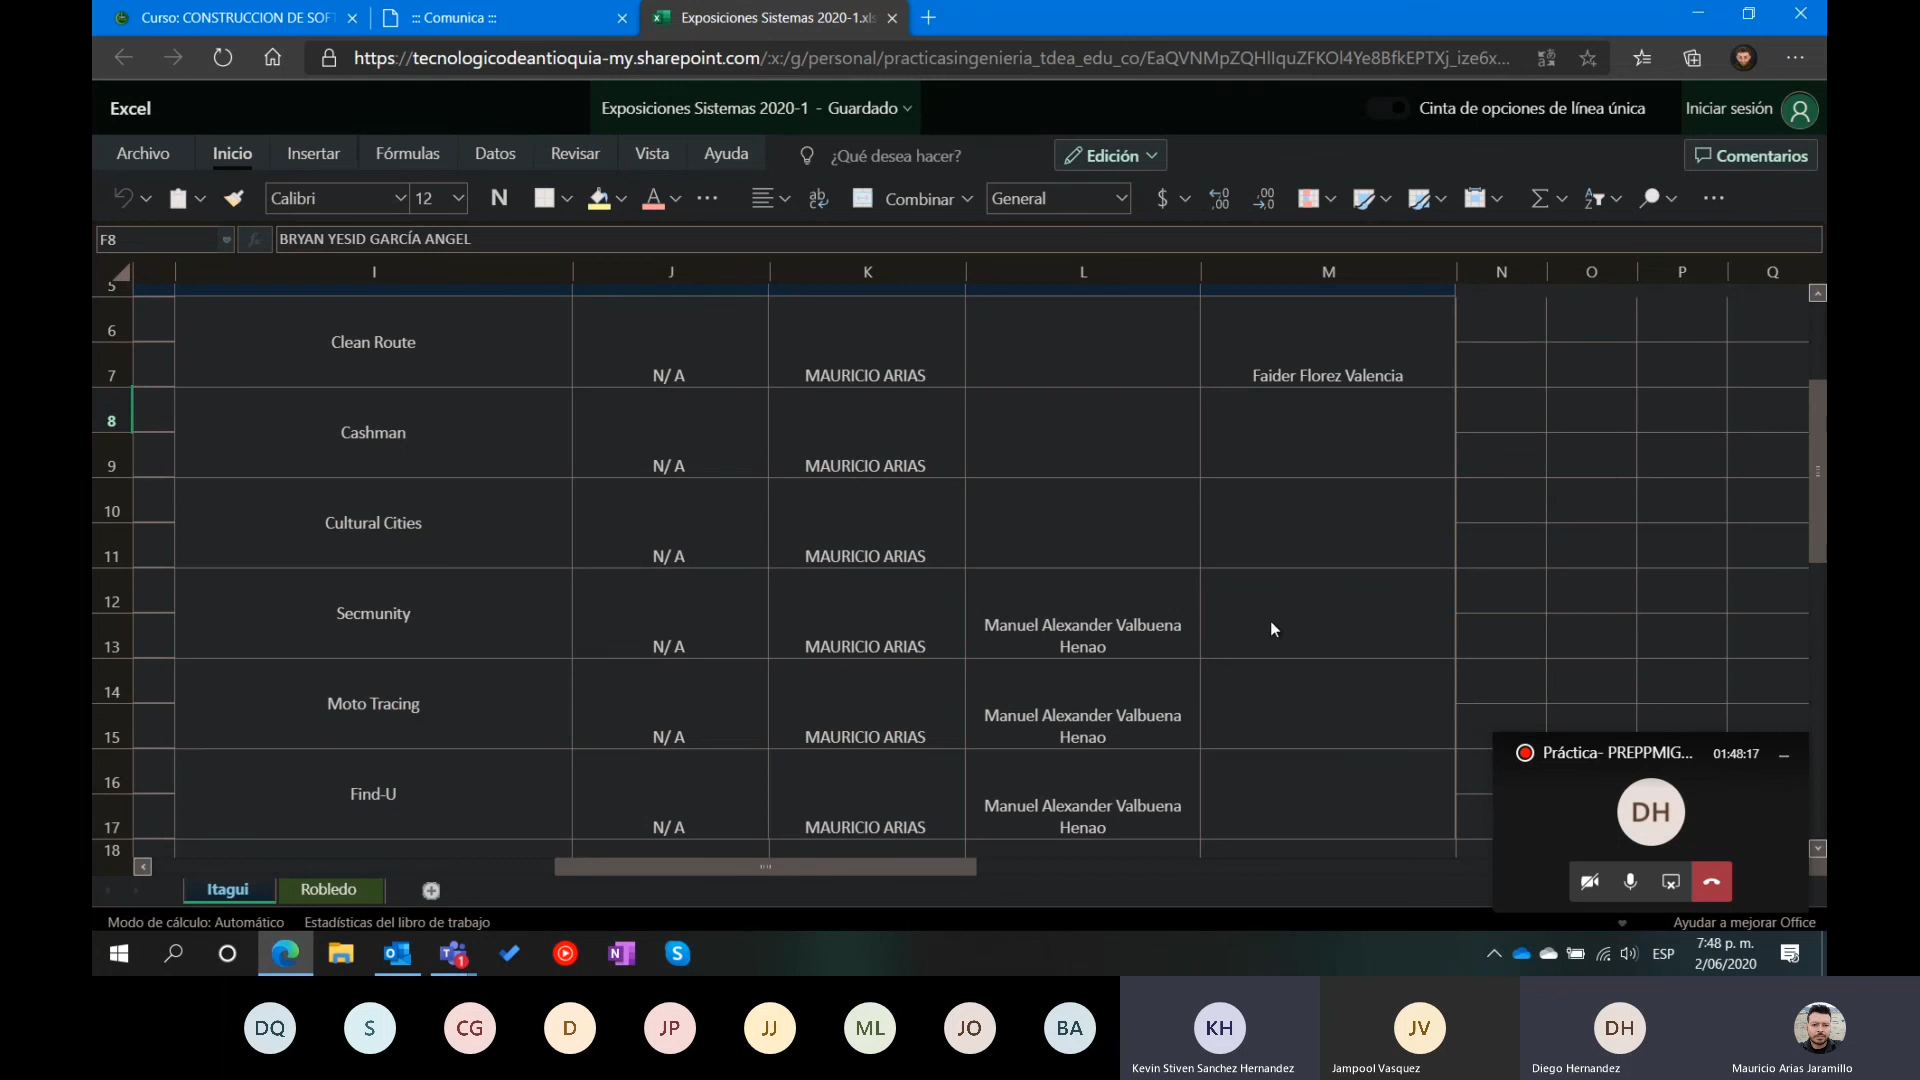 Curso: CONSTRUCCION DE SOF
::: Comunica :::
Exposiciones Sistemas 2020-1.xls
https://tecnologicodeantioquia-my.sharepoint.com/:x:/g/personal/practicasingenieria_tdea_edu_co/EaQVNMpZQHlIquZFKOl4Ye8BfkEPTXj_ize6x...
Excel
Exposiciones Sistemas 2020-1 - Guardado
Cinta de opciones de línea única
Iniciar sesión
Archivo Inicio Insertar Fórmulas Datos Revisar Vista Ayuda
¿Qué desea hacer?
Edición
Comentarios
Calibri
12
N
Combinar
General
F8
BRYAN YESID GARCÍA ANGEL
I J K L M N O P Q
5
6
Clean Route
7 N/ A MAURICIO ARIAS Faider Florez Valencia
8
Cashman
9 N/ A MAURICIO ARIAS
10
Cultural Cities
11 N/ A MAURICIO ARIAS
12
Secmunity
Manuel Alexander Valbuena
13 N/ A MAURICIO ARIAS Henao
14
Moto Tracing
Manuel Alexander Valbuena
15 N/ A MAURICIO ARIAS Henao
16
Find-U
Manuel Alexander Valbuena
17 N/ A MAURICIO ARIAS Henao
18
Práctica- PREPPMIG... 01:48:17
DH
Itagui Robledo
Modo de cálculo: Automático Estadísticas del libro de trabajo
Ayudar a mejorar Office
ESP
7:48 p. m.
2/06/2020
DQ S CG D JP JJ ML JO BA KH JV DH
Kevin Stiven Sanchez Hernandez
Jampool Vasquez
Diego Hernandez
Mauricio Arias Jaramillo